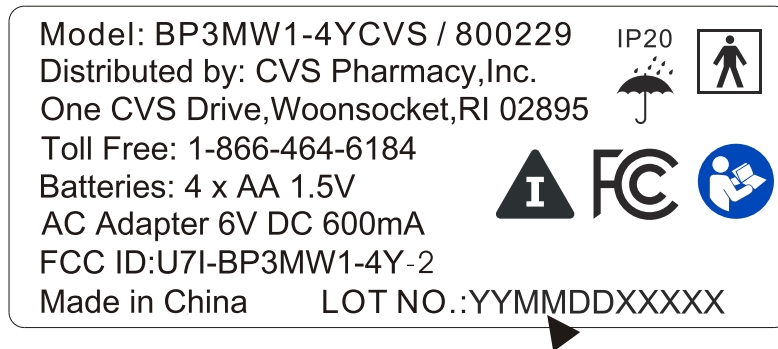 Model: BP3MW1-4YCVS / 800229
IP20
Distributed by: CVS Pharmacy,Inc.
One CVS Drive,Woonsocket,RI 02895
Toll Free: 1-866-464-6184
Batteries: 4 x AA 1.5V
I
FC
AC Adapter 6V DC 600mA
FCC ID:U7I-BP3MW1-4Y-2
Made in China LOT NO.:YYMMDDXXXXX